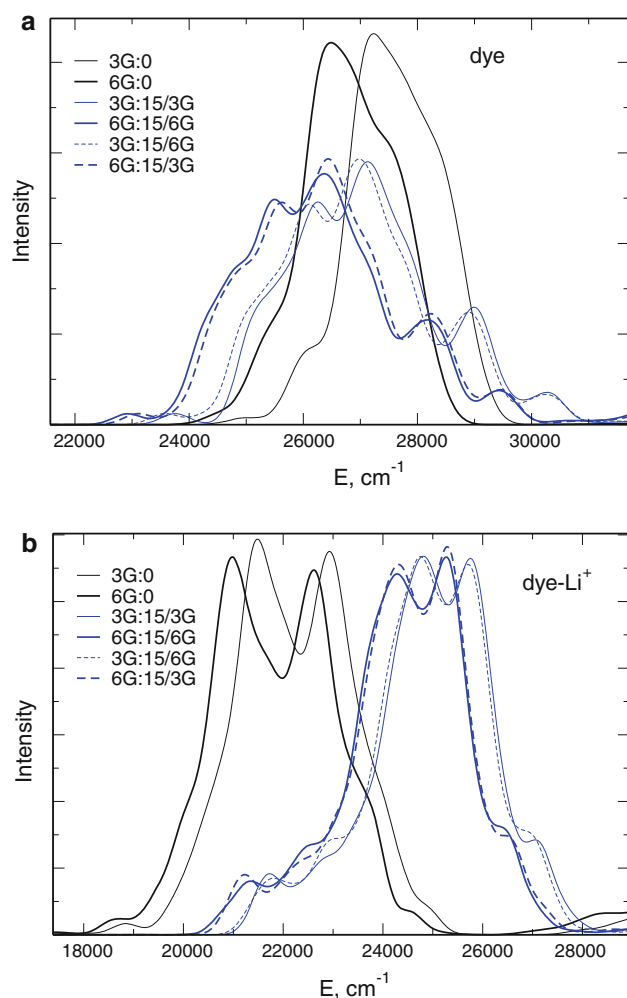 a
dye
3G:0
6G:0
3G:15/3G
6G:15/6G
3G:15/6G
6G:15/3G
Intensity
22000 24000 26000 28000 30000
E, cm-1
b
dye-Li+
3G:0
6G:0
3G:15/3G
6G:15/6G
3G:15/6G
6G:15/3G
Intensity
18000 20000 22000 24000 26000 28000
E, cm-1